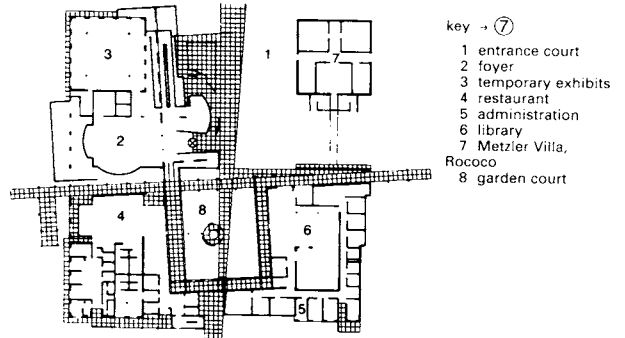 key → ⑦
1 entrance court
2 foyer
3 temporary exhibits
4 restaurant
5 administration
6 library
7 Metzler Villa,
Rococo
8 garden court
3
1
7
2
4
8
6
5